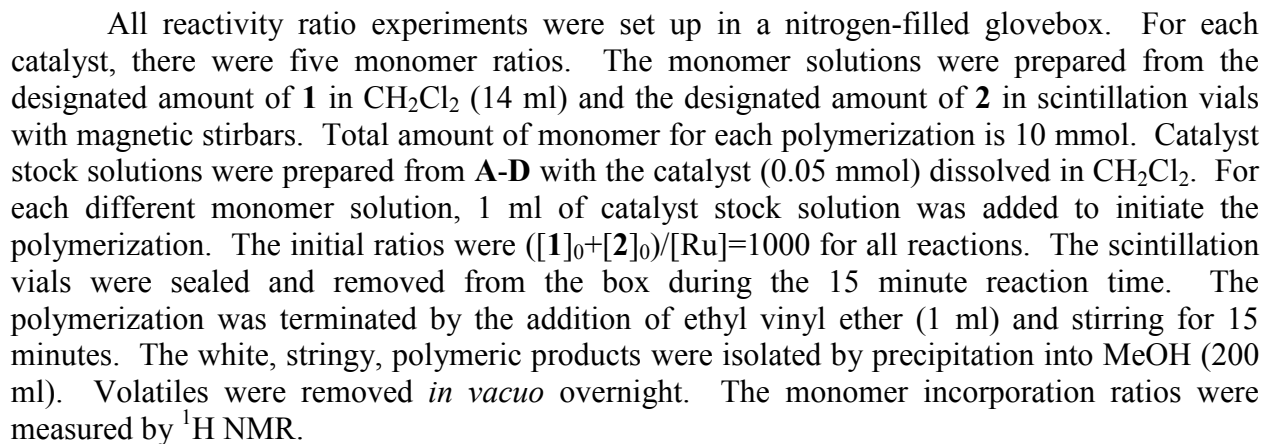 All reactivity ratio experiments were set up in a nitrogen-filled glovebox. For each
catalyst, there were five monomer ratios. The monomer solutions were prepared from the
designated amount of 1 in CH₂Cl₂ (14 ml) and the designated amount of 2 in scintillation vials
with magnetic stirbars. Total amount of monomer for each polymerization is 10 mmol. Catalyst
stock solutions were prepared from A-D with the catalyst (0.05 mmol) dissolved in CH₂Cl₂. For
each different monomer solution, 1 ml of catalyst stock solution was added to initiate the
polymerization. The initial ratios were ([1]₀+[2]₀)/[Ru]=1000 for all reactions. The scintillation
vials were sealed and removed from the box during the 15 minute reaction time. The
polymerization was terminated by the addition of ethyl vinyl ether (1 ml) and stirring for 15
minutes. The white, stringy, polymeric products were isolated by precipitation into MeOH (200
ml). Volatiles were removed in vacuo overnight. The monomer incorporation ratios were
measured by ¹H NMR.